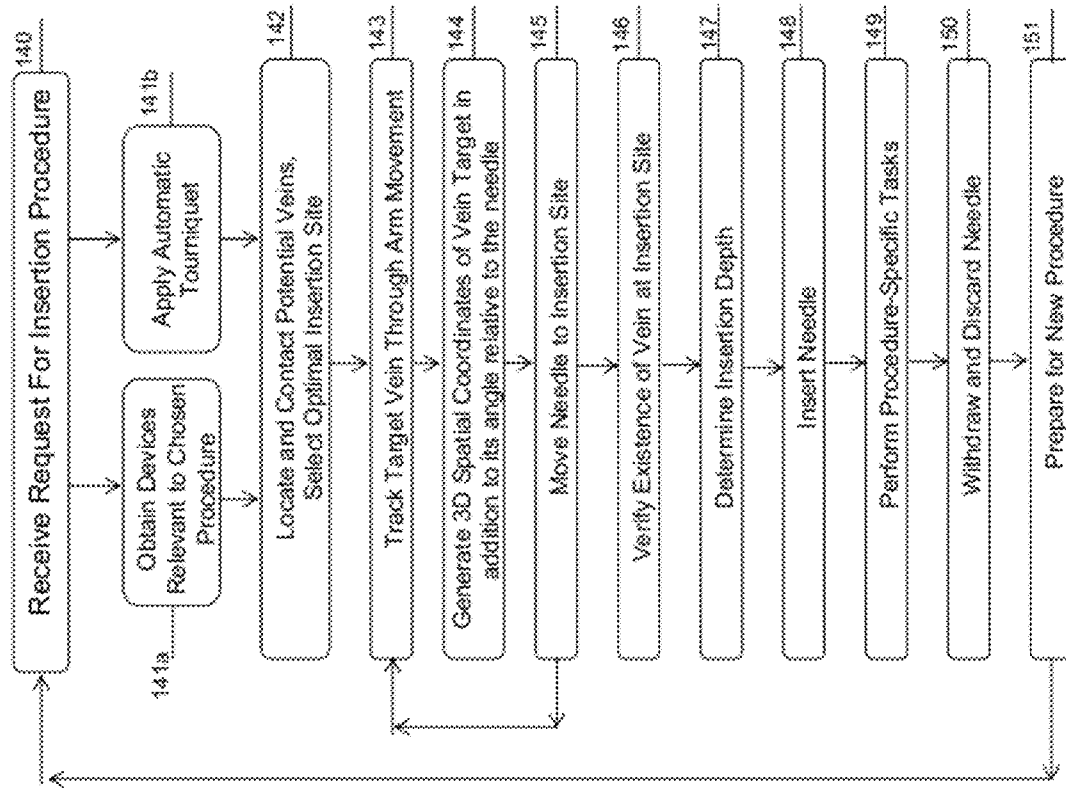 140
Receive Request For Insertion Procedure
141a
Obtain Devices
Relevant to Chosen
Procedure
141b
Apply Automatic
Tourniquet
142
Locate and Contact Potential Veins,
Select Optimal Insertion Site
143
Track Target Vein Through Arm Movement
144
Generate 3D Spatial Coordinates of Vein Target in
addition to its angle relative to the needle
145
Move Needle to Insertion Site
146
Verify Existence of Vein at Insertion Site
147
Determine Insertion Depth
148
Insert Needle
149
Perform Procedure-Specific Tasks
150
Withdraw and Discard Needle
151
Prepare for New Procedure